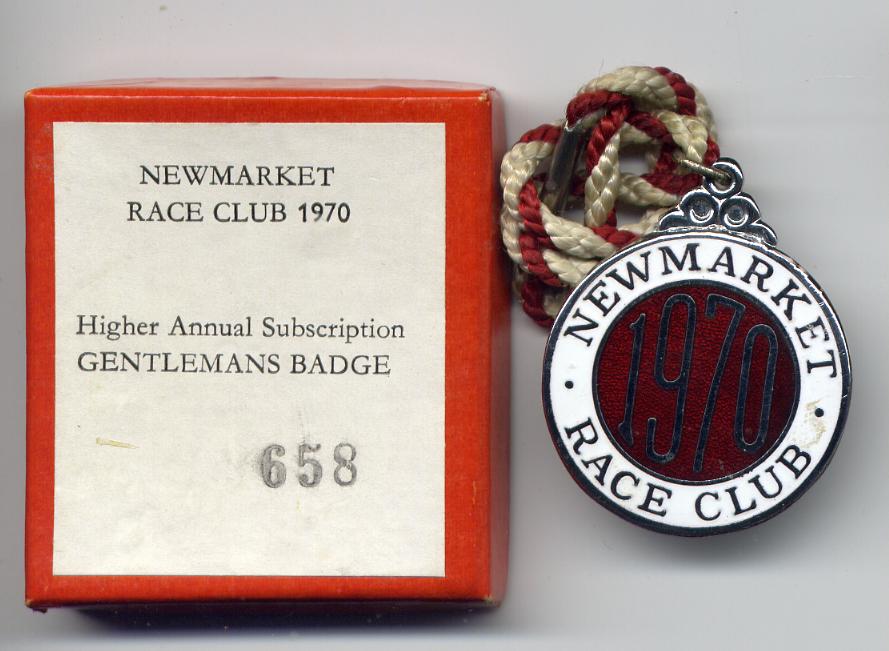 NEWMARKET
RACE CLUB 1970
Higher Annual Subscription
GENTLEMANS BADGE
658
NEWMARKET
1970
RACE CLUB